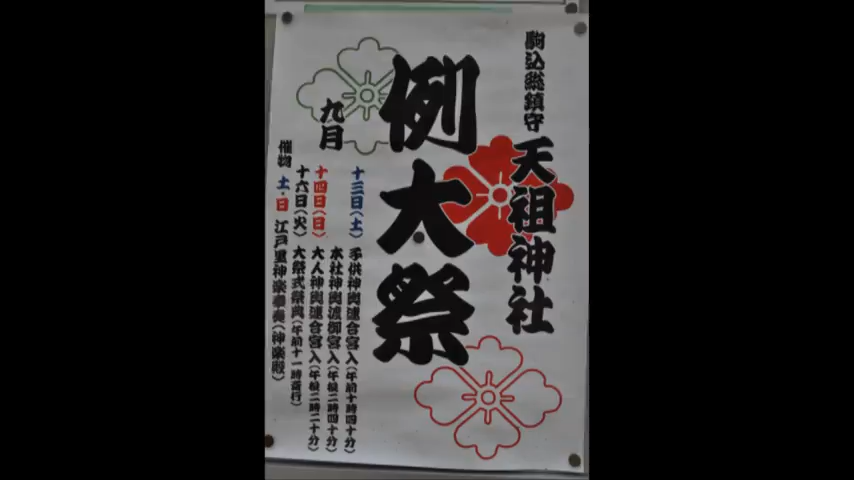 駒込総鎮守
天祖神社
例大祭
九月
十三日(土) 子供神輿連合宮入(午前十時四十分)
本社神輿渡御宮入(午後二時四十分)
十四日(日) 大人神輿連合宮入(午後二時二十分)
十六日(火) 大祭式祭典(午前十一時斎行)
催物 土・日 江戸里神楽奉奏(神楽殿)